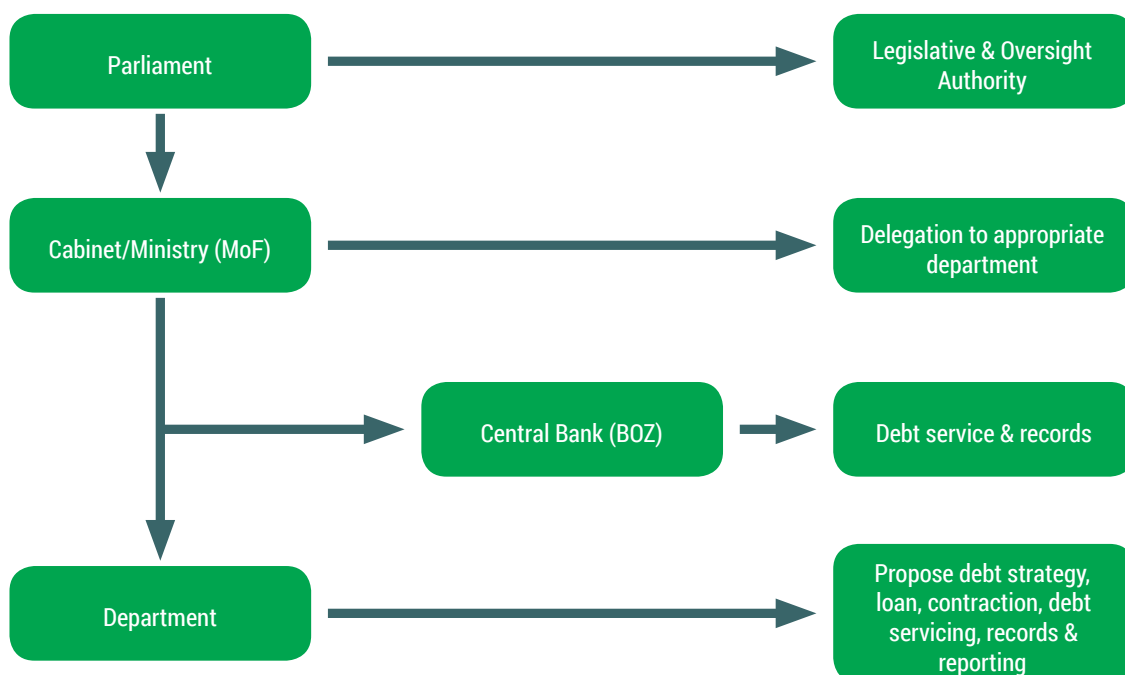 Parliament
Legislative & Oversight
Authority
Cabinet/Ministry (MoF)
Delegation to appropriate
department
Central Bank (BOZ)
Debt service & records
Department
Propose debt strategy,
loan, contraction, debt
servicing, records &
reporting